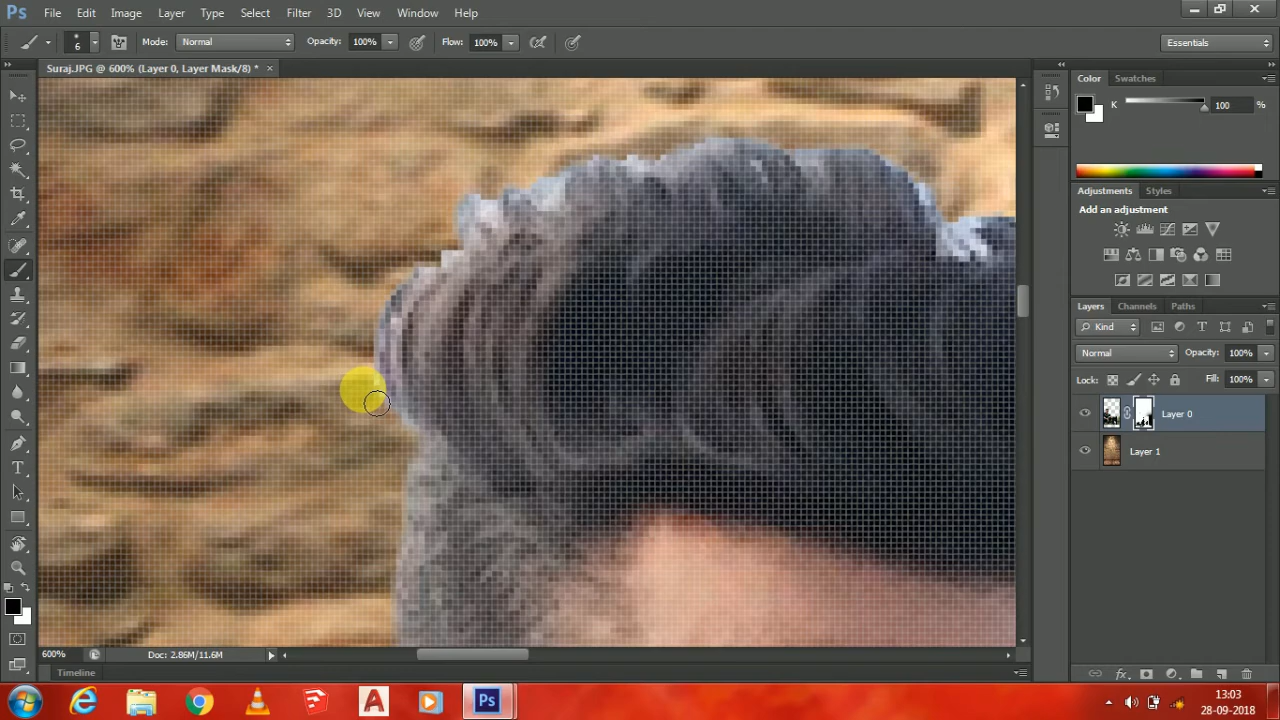 Ps File Edit Image Layer Type Select Filter 3D View Window Help
6 Mode: Normal Opacity: 100% Flow: 100% Essentials
Suraj.JPG @ 600% (Layer 0, Layer Mask/8) * ×
Color Swatches
K 100 %
Adjustments Styles
Add an adjustment
Layers Channels Paths
Kind
Normal Opacity: 100%
Lock: Fill: 100%
Layer 0
Layer 1
600% Doc: 2.86M/11.6M
Timeline
Ps
13:03
28-09-2018